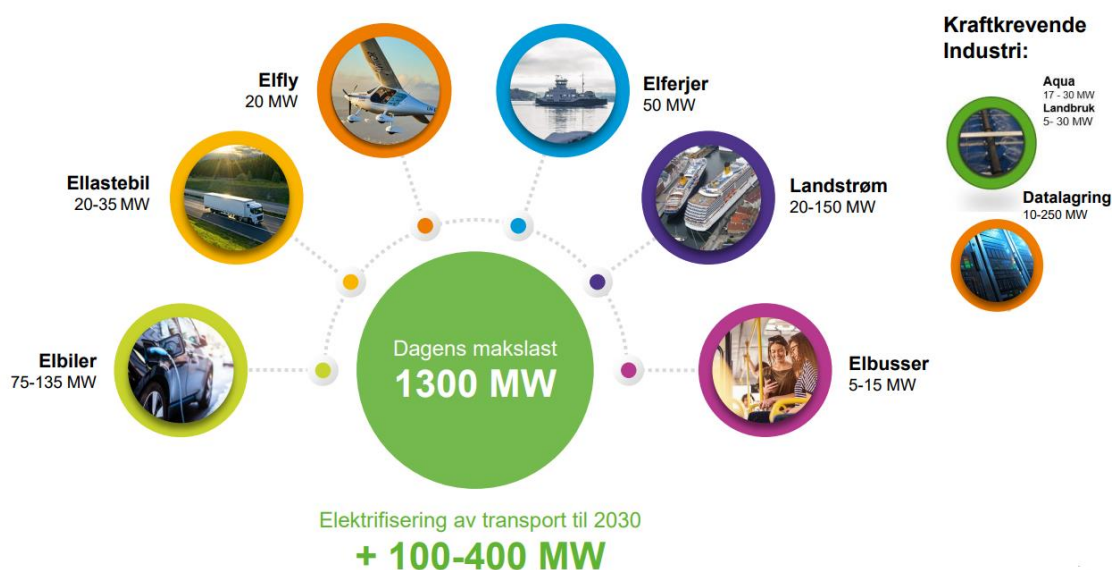 Kraftkrevende
Industri:
Elfly
20 MW
Elferjer
50 MW
Aqua
17 - 30 MW
Landbruk
5- 30 MW
Ellastebil
20-35 MW
Landstrøm
20-150 MW
Datalagring
10-250 MW
Elbiler
75-135 MW
Dagens makslast
1300 MW
Elbusser
5-15 MW
Elektrifisering av transport til 2030
+ 100-400 MW